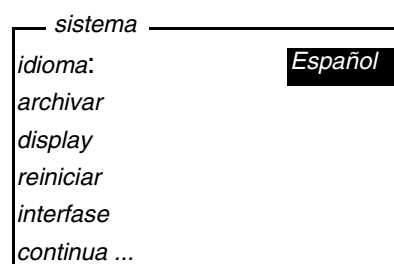 sistema
idioma: Español
archivar
display
reiniciar
interfase
continua ...